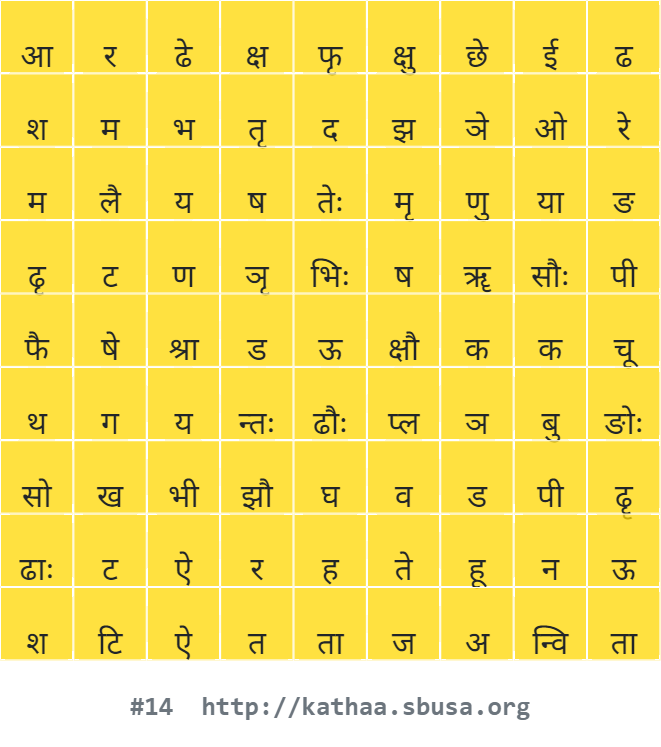 आ र ढे क्ष फृ क्षु छे ई ढ
श म भ तृ द झ ञे ओ रे
म लै य ष तेः मृ णु या ङ
ढृ ट ण ञृ भिः ष ॠ सौः पी
फै षे श्रा ड ऊ क्षौ क क चू
थ ग य न्तः ढौः प्ल ञ बु ङोः
सो ख भी झौ घ व ड पी ढृ
ढाः ट ऐ र ह ते हू न ऊ
श टि ऐ त ता ज अ न्वि ता
#14 http://kathaa.sbusa.org